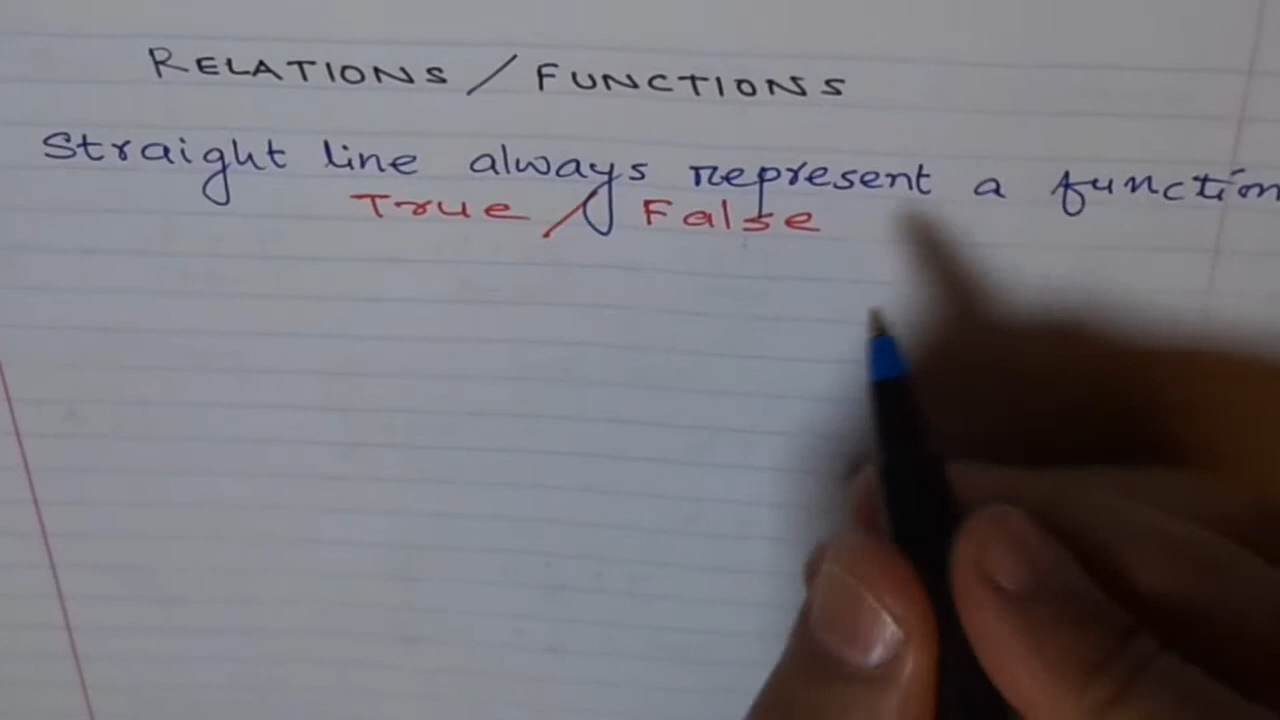 RELATIONS / FUNCTIONS
Straight line always represent a function
True / False